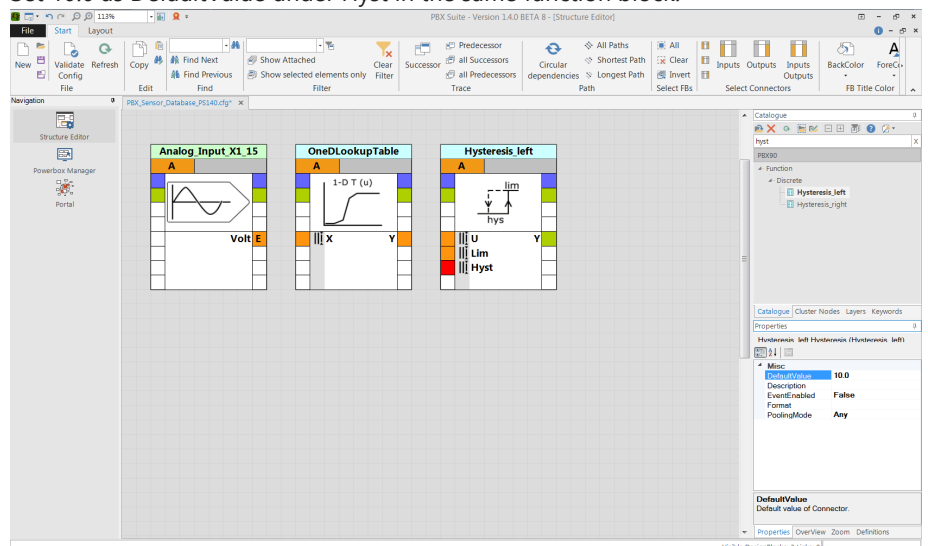 Set 10.0 as DefaultValue under Hyst in the same function block.
113%
PBX Suite - Version 1.4.0 BETA 8 - [Structure Editor]
File Start Layout
New
Validate Config
Refresh
File
Copy
Edit
Find Next
Find Previous
Find
Show Attached
Show selected elements only
Clear Filter
Filter
Successor
Predecessor
all Successors
all Predecessors
Trace
Circular dependencies
All Paths
Shortest Path
Longest Path
Path
All
Clear
Invert
Select FBs
Inputs
Outputs
Inputs Outputs
Select Connectors
BackColor
ForeCo
FB Title Color
Navigation
PBX_Sensor_Database_PS140.cfg* x
Structure Editor
Powerbox Manager
Portal
Analog_Input_X1_15
A
Volt E
OneDLookupTable
A
1-D T (u)
X Y
Hysteresis_left
A
lim
hys
U Y
Lim
Hyst
Catalogue
hyst X
PBX90
Function
Discrete
Hysteresis_left
Hysteresis_right
Catalogue Cluster Nodes Layers Keywords
Properties
Hysteresis_left Hysteresis (Hysteresis_left)
Misc
DefaultValue 10.0
Description
EventEnabled False
Format
PoolingMode Any
DefaultValue
Default value of Connector.
Properties OverView Zoom Definitions